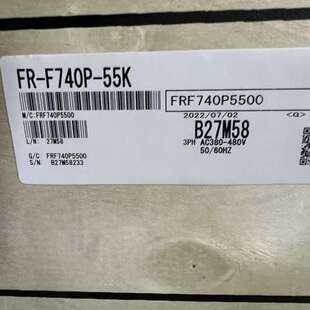 FR-F740P-55K
M/C:FRF740P5500
L/N: 27M58
G/C: FRF740P5500
S/N: B27M58233
FRF740P5500
2022/07/02 <G>
B27M58
3PH AC380-480V
50/60HZ